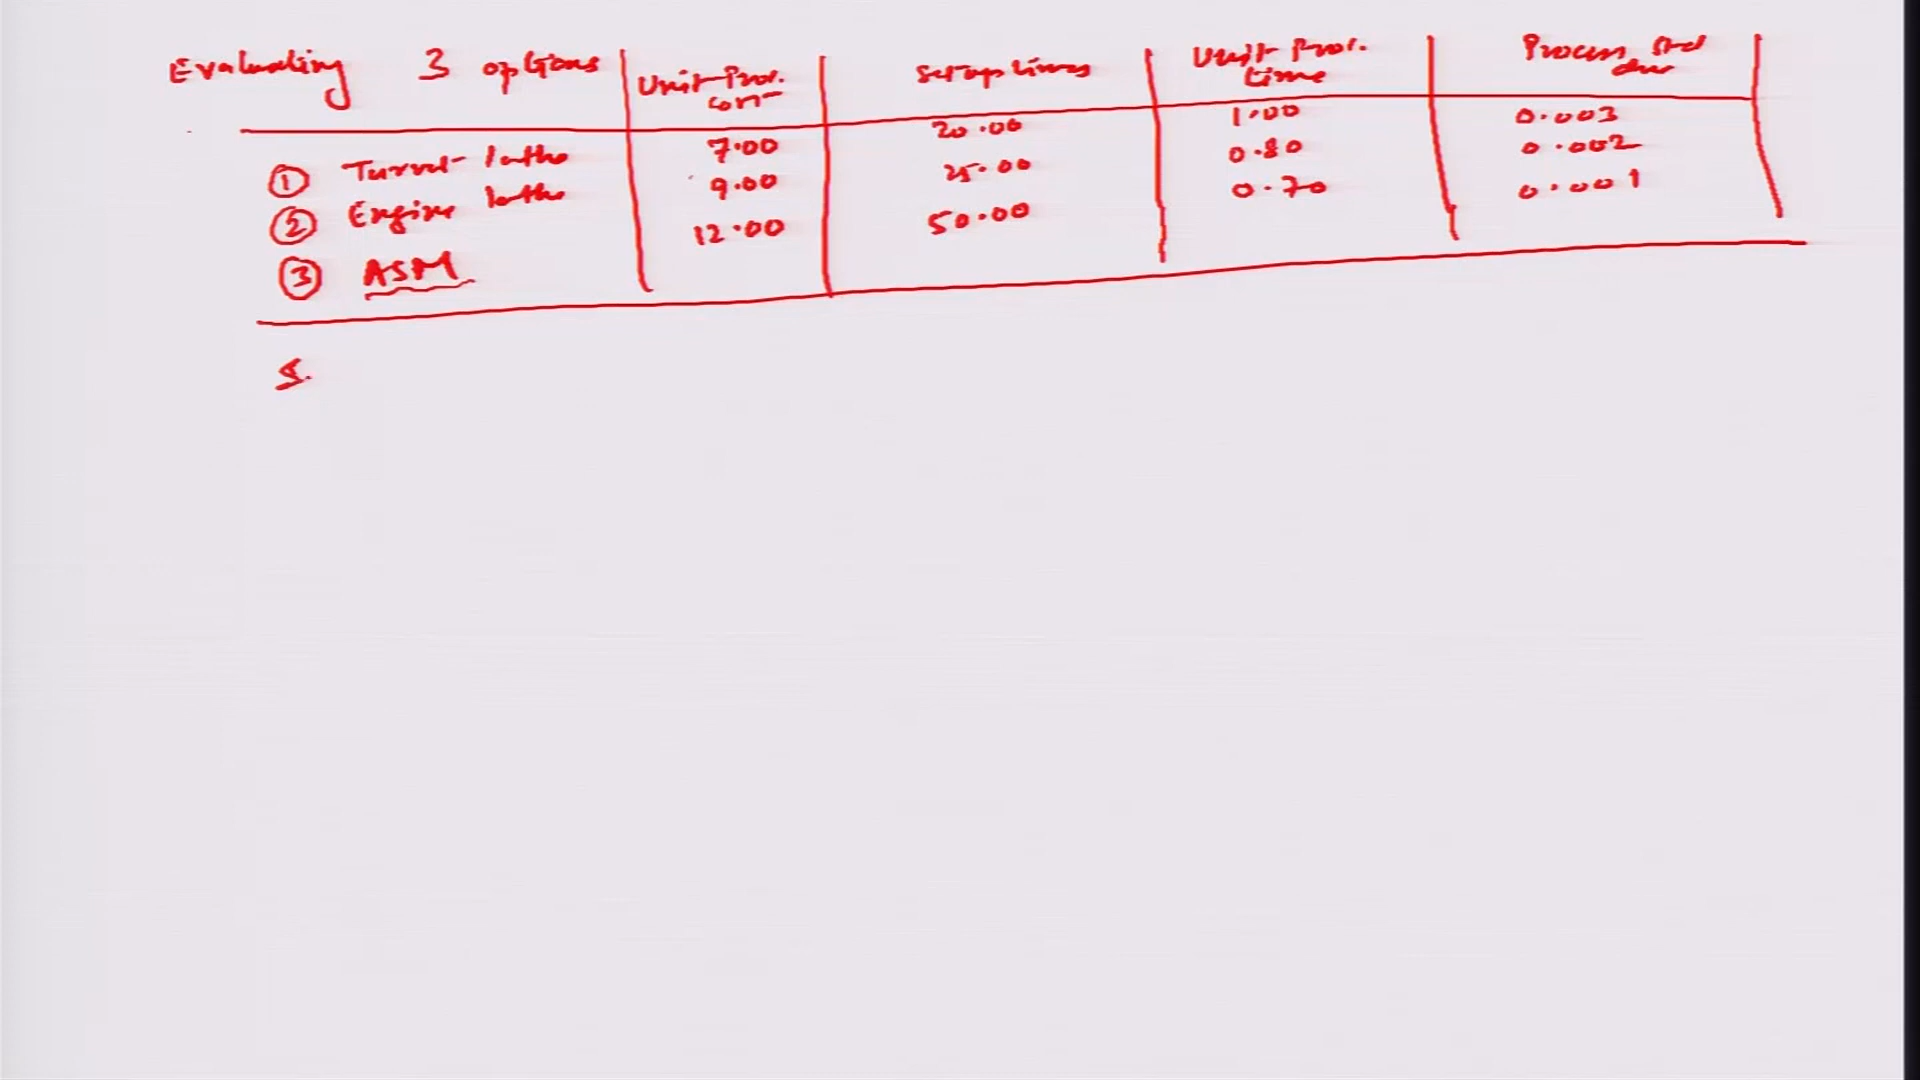 Evaluating 3 options | Unit Proc. cost | Setup times | Unit Proc. time | Process Std dev
① Turret lathe 7.00 20.00 1.00 0.003
② Engine lathe 9.00 25.00 0.80 0.002
③ ASM 12.00 50.00 0.70 0.001